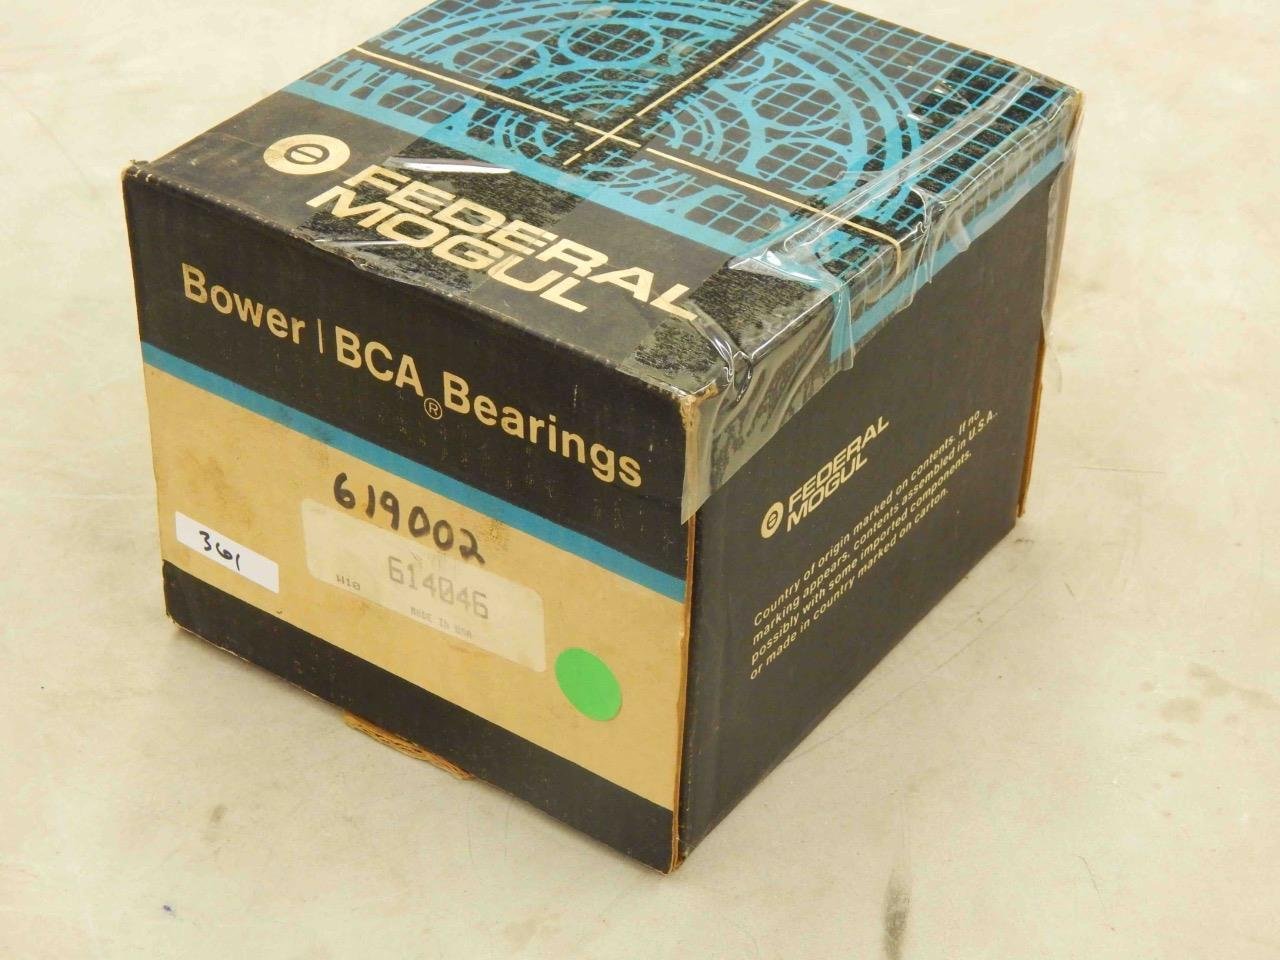 FEDERAL
MOGUL
Bower | BCA® Bearings
619002
361
614046
W10
MADE IN USA
FEDERAL
MOGUL
Country of origin marked on contents. If no
marking appears, contents assembled in U.S.A.
possibly with some imported components,
or made in country marked on carton.